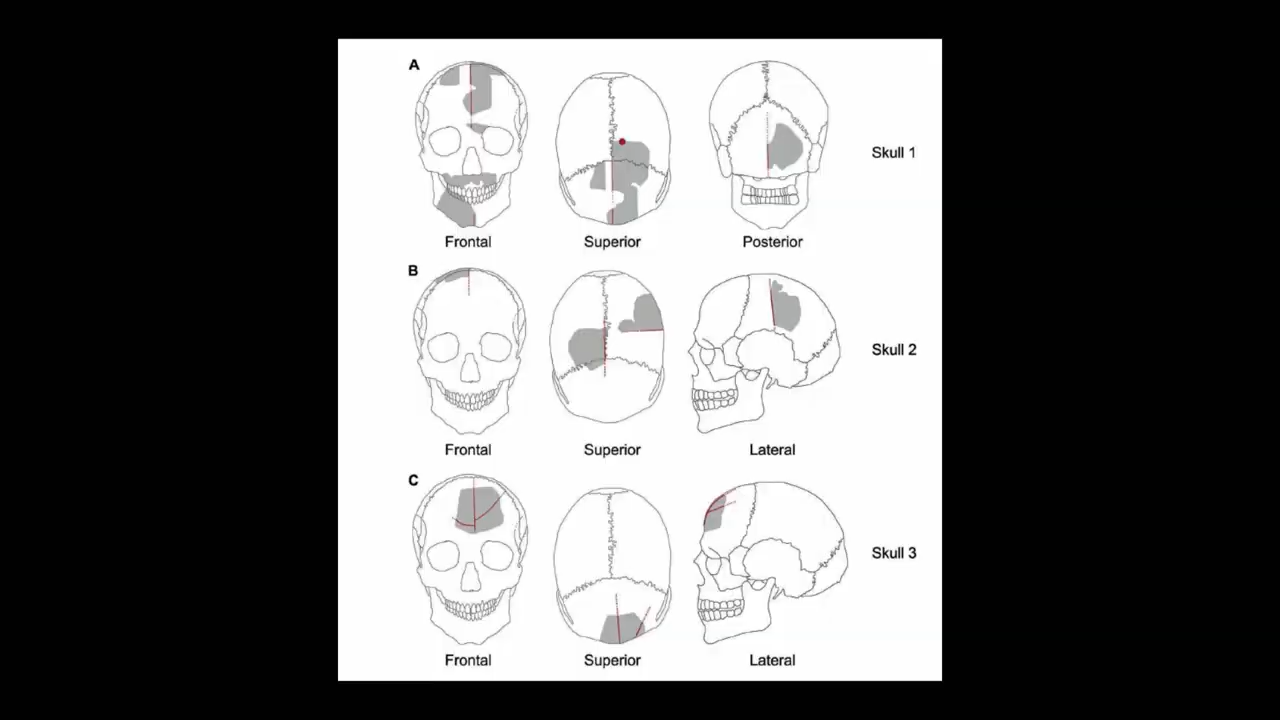 A
Skull 1
Frontal Superior Posterior
B
Skull 2
Frontal Superior Lateral
C
Skull 3
Frontal Superior Lateral